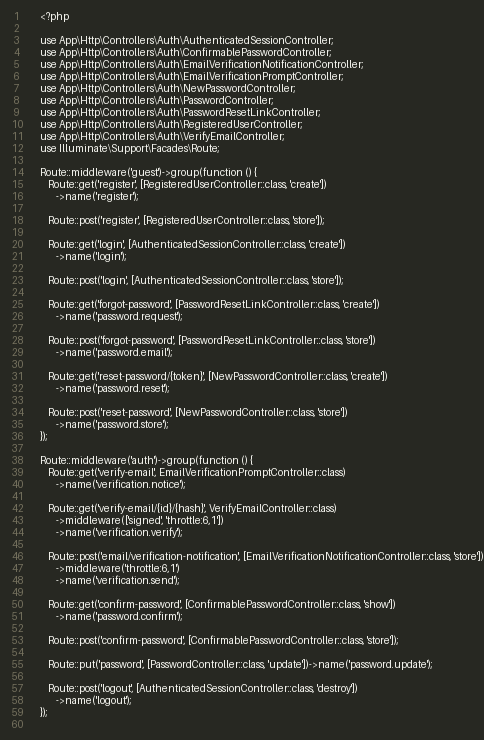 1 <?php
2
3 use App\Http\Controllers\Auth\AuthenticatedSessionController;
4 use App\Http\Controllers\Auth\ConfirmablePasswordController;
5 use App\Http\Controllers\Auth\EmailVerificationNotificationController;
6 use App\Http\Controllers\Auth\EmailVerificationPromptController;
7 use App\Http\Controllers\Auth\NewPasswordController;
8 use App\Http\Controllers\Auth\PasswordController;
9 use App\Http\Controllers\Auth\PasswordResetLinkController;
10 use App\Http\Controllers\Auth\RegisteredUserController;
11 use App\Http\Controllers\Auth\VerifyEmailController;
12 use Illuminate\Support\Facades\Route;
13
14 Route::middleware('guest')->group(function () {
15     Route::get('register', [RegisteredUserController::class, 'create'])
16         ->name('register');
17
18     Route::post('register', [RegisteredUserController::class, 'store']);
19
20     Route::get('login', [AuthenticatedSessionController::class, 'create'])
21         ->name('login');
22
23     Route::post('login', [AuthenticatedSessionController::class, 'store']);
24
25     Route::get('forgot-password', [PasswordResetLinkController::class, 'create'])
26         ->name('password.request');
27
28     Route::post('forgot-password', [PasswordResetLinkController::class, 'store'])
29         ->name('password.email');
30
31     Route::get('reset-password/{token}', [NewPasswordController::class, 'create'])
32         ->name('password.reset');
33
34     Route::post('reset-password', [NewPasswordController::class, 'store'])
35         ->name('password.store');
36 });
37
38 Route::middleware('auth')->group(function () {
39     Route::get('verify-email', EmailVerificationPromptController::class)
40         ->name('verification.notice');
41
42     Route::get('verify-email/{id}/{hash}', VerifyEmailController::class)
43         ->middleware(['signed', 'throttle:6,1'])
44         ->name('verification.verify');
45
46     Route::post('email/verification-notification', [EmailVerificationNotificationController::class, 'store'])
47         ->middleware('throttle:6,1')
48         ->name('verification.send');
49
50     Route::get('confirm-password', [ConfirmablePasswordController::class, 'show'])
51         ->name('password.confirm');
52
53     Route::post('confirm-password', [ConfirmablePasswordController::class, 'store']);
54
55     Route::put('password', [PasswordController::class, 'update'])->name('password.update');
56
57     Route::post('logout', [AuthenticatedSessionController::class, 'destroy'])
58         ->name('logout');
59 });
60